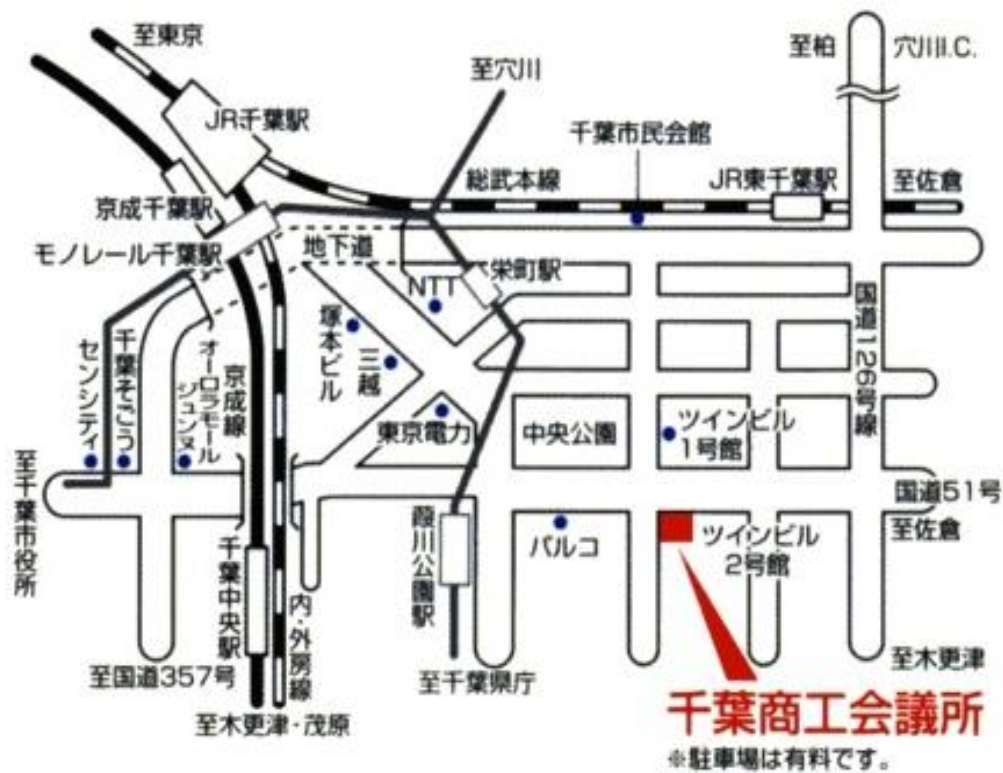 至東京
至柏
穴川I.C.
至穴川
JR千葉駅
千葉市民会館
総武本線
JR東千葉駅
至佐倉
京成千葉駅
モノレール千葉駅
地下道
栄町駅
NTT
国道126号線
塚本ビル
三越
千葉そごう
センシティ
オーロラモール
ジュンヌ
京成線
東京電力
中央公園
ツインビル
1号館
至千葉市役所
国道51号
至佐倉
葭川公園駅
パルコ
ツインビル
2号館
千葉中央駅
内・外房線
至国道357号
至千葉県庁
至木更津
至木更津・茂原
千葉商工会議所
※駐車場は有料です。